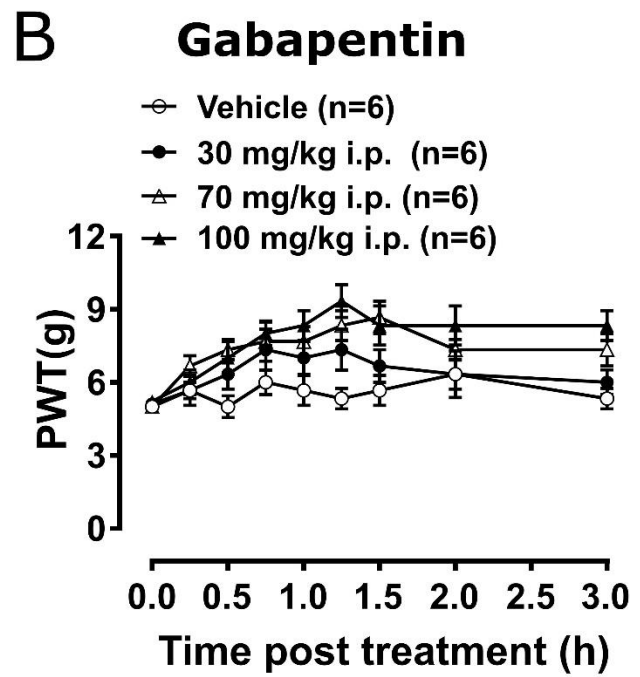 B Gabapentin
Vehicle (n=6)
30 mg/kg i.p. (n=6)
70 mg/kg i.p. (n=6)
100 mg/kg i.p. (n=6)
12
9
6
3
0
PWT(g)
0.0 0.5 1.0 1.5 2.0 2.5 3.0
Time post treatment (h)